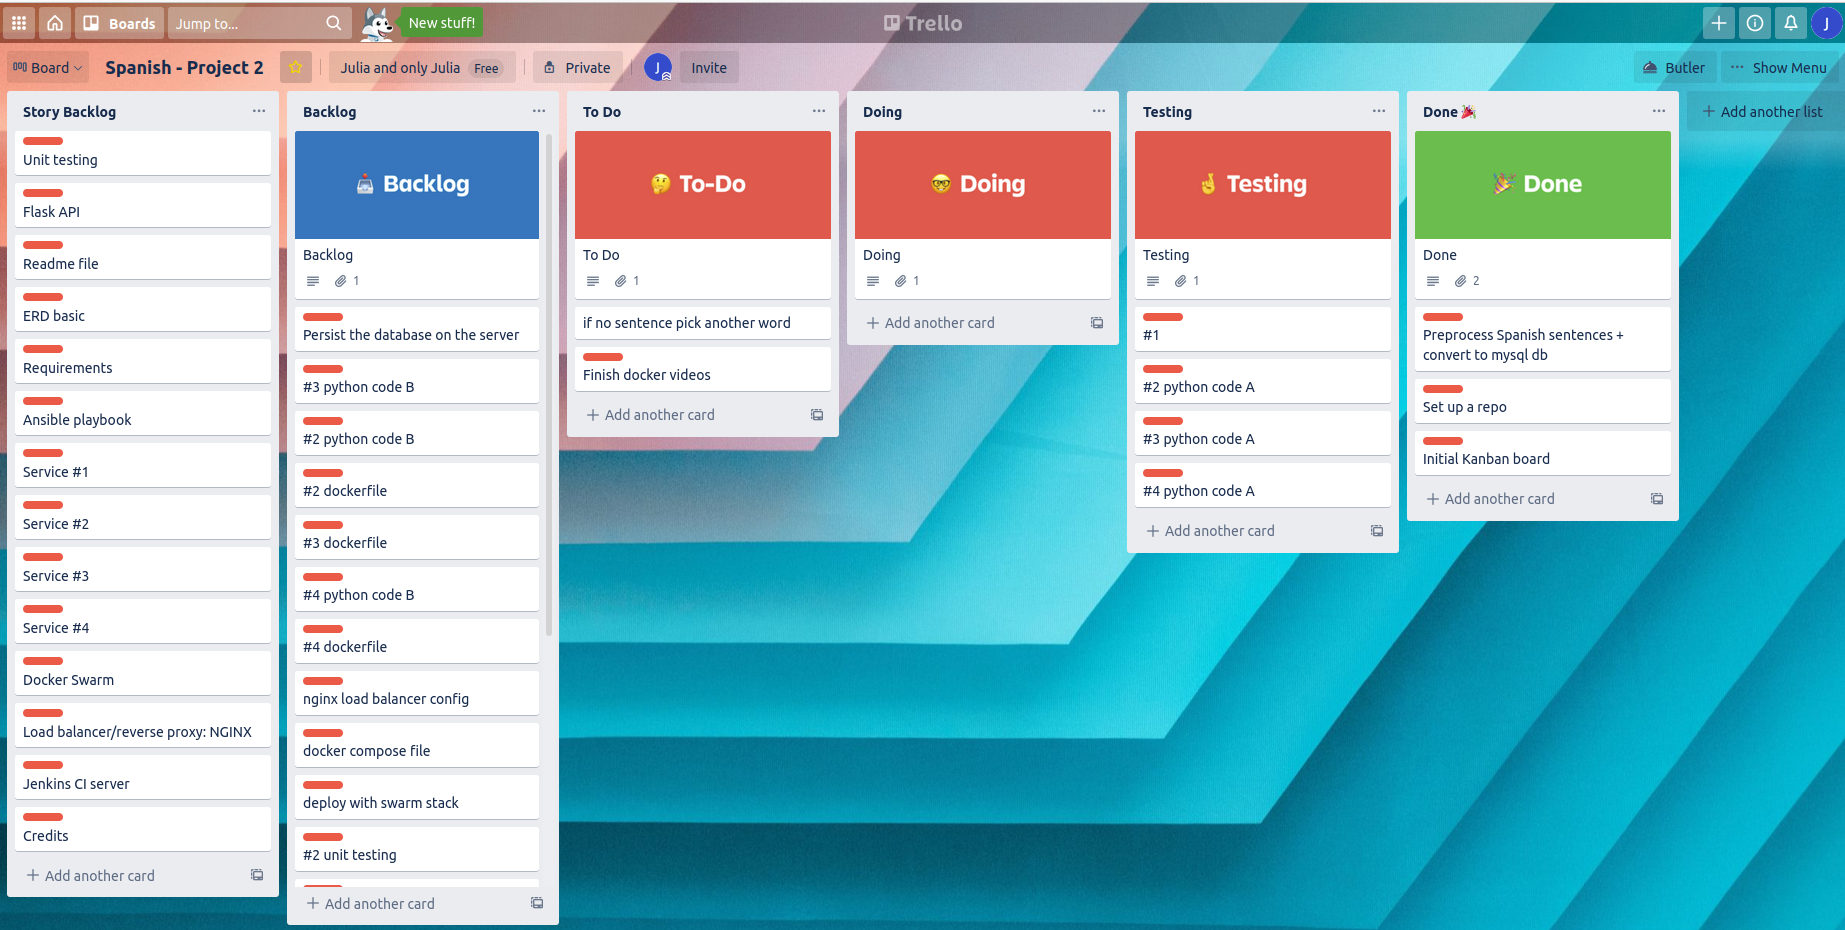 Boards
Jump to...
New stuff!
Trello
J
Board
Spanish - Project 2
Julia and only Julia
Free
Private
J
Invite
Butler
Show Menu
Story Backlog
Unit testing
Flask API
Readme file
ERD basic
Requirements
Ansible playbook
Service #1
Service #2
Service #3
Service #4
Docker Swarm
Load balancer/reverse proxy: NGINX
Jenkins CI server
Credits
+ Add another card
Backlog
Backlog
Backlog
1
Persist the database on the server
#3 python code B
#2 python code B
#2 dockerfile
#3 dockerfile
#4 python code B
#4 dockerfile
nginx load balancer config
docker compose file
deploy with swarm stack
#2 unit testing
+ Add another card
To Do
🤔 To-Do
To Do
1
if no sentence pick another word
Finish docker videos
+ Add another card
Doing
🤓 Doing
Doing
1
+ Add another card
Testing
🤞 Testing
Testing
1
#1
#2 python code A
#3 python code A
#4 python code A
+ Add another card
Done 🎉
🎉 Done
Done
2
Preprocess Spanish sentences +
convert to mysql db
Set up a repo
Initial Kanban board
+ Add another card
+ Add another list